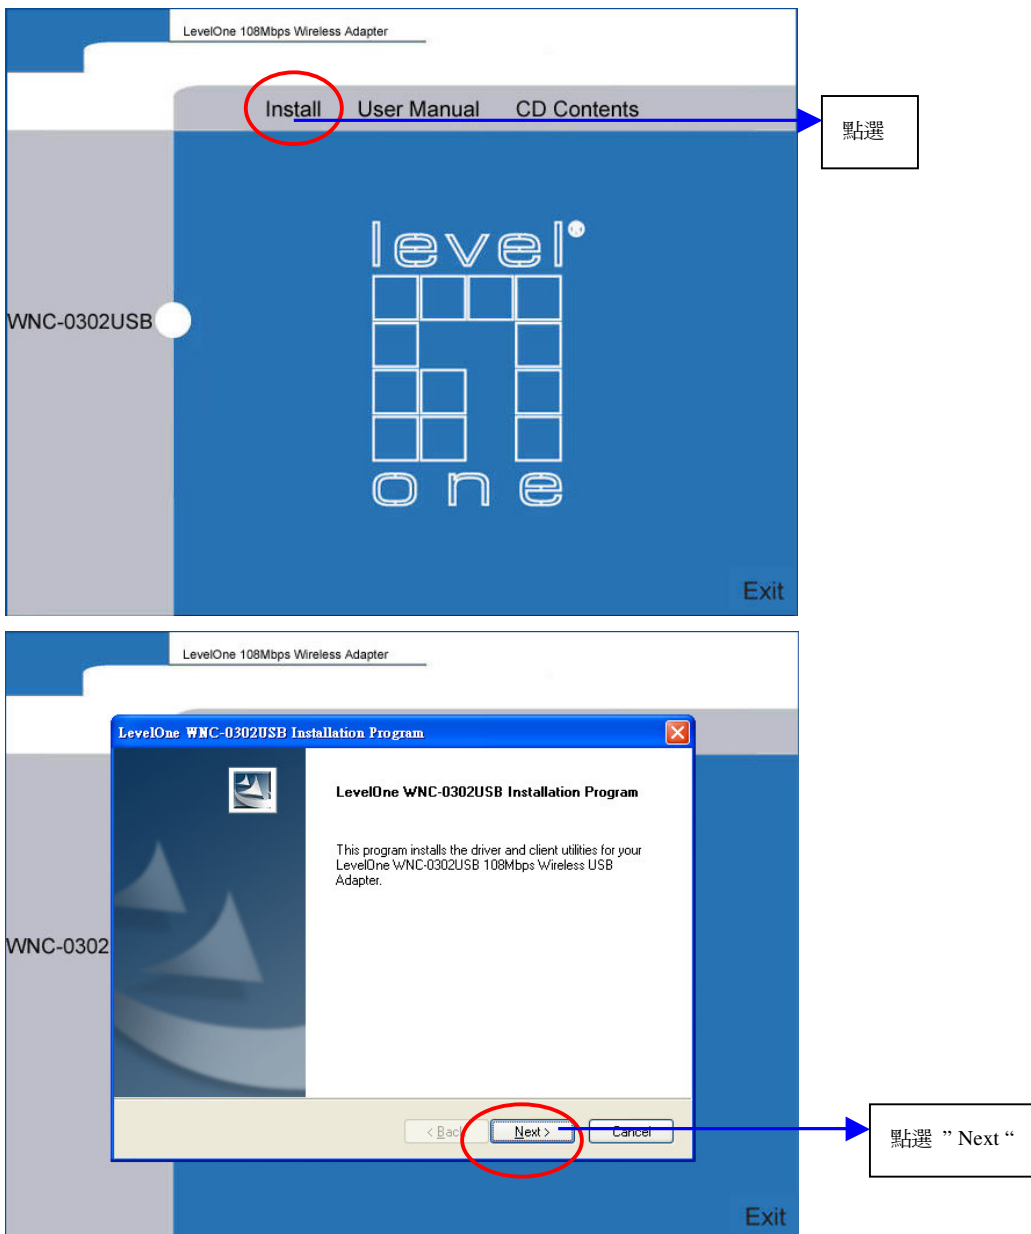 LevelOne 108Mbps Wireless Adapter
Install User Manual CD Contents
點選
level®
WNC-0302USB
one
Exit
LevelOne 108Mbps Wireless Adapter
LevelOne WNC-0302USB Installation Program
LevelOne WNC-0302USB Installation Program
This program installs the driver and client utilities for your
LevelOne WNC-0302USB 108Mbps Wireless USB
Adapter.
WNC-0302
< Bac Next > Cancel
點選 ” Next “
Exit